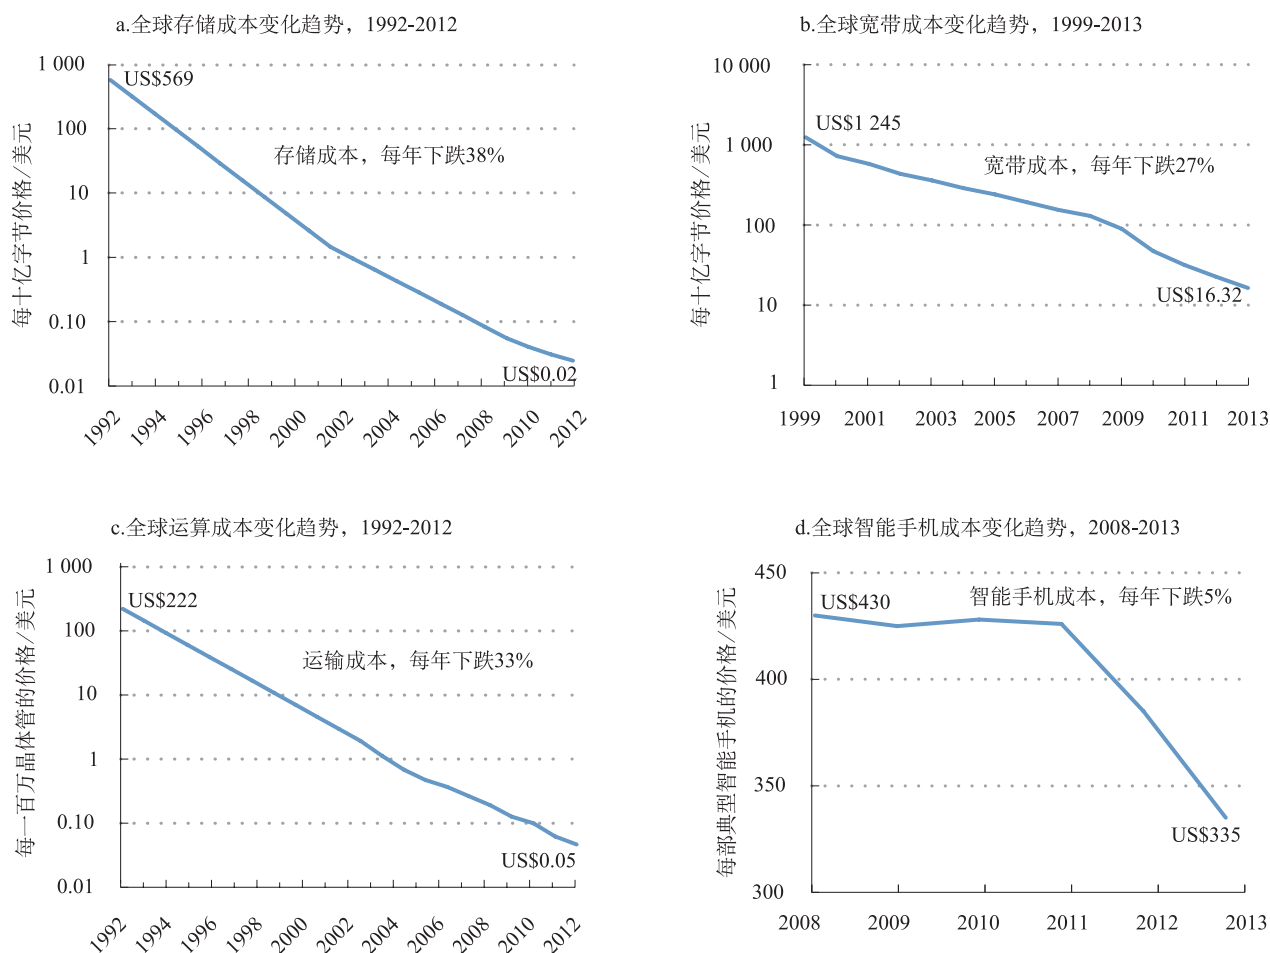 a.全球存储成本变化趋势，1992-2012
每十亿字节价格/美元
1 000
100
10
1
0.10
0.01
US$569
存储成本，每年下跌38%
US$0.02
1992
1994
1996
1998
2000
2002
2004
2006
2008
2010
2012
b.全球宽带成本变化趋势，1999-2013
每十亿字节价格/美元
10 000
1 000
100
10
1
US$1 245
宽带成本，每年下跌27%
US$16.32
1999
2001
2003
2005
2007
2009
2011
2013
c.全球运算成本变化趋势，1992-2012
每一百万晶体管的价格/美元
1 000
100
10
1
0.10
0.01
US$222
运输成本，每年下跌33%
US$0.05
1992
1994
1996
1998
2000
2002
2004
2006
2008
2010
2012
d.全球智能手机成本变化趋势，2008-2013
每部典型智能手机的价格/美元
450
400
350
300
US$430
智能手机成本，每年下跌5%
US$335
2008
2009
2010
2011
2012
2013